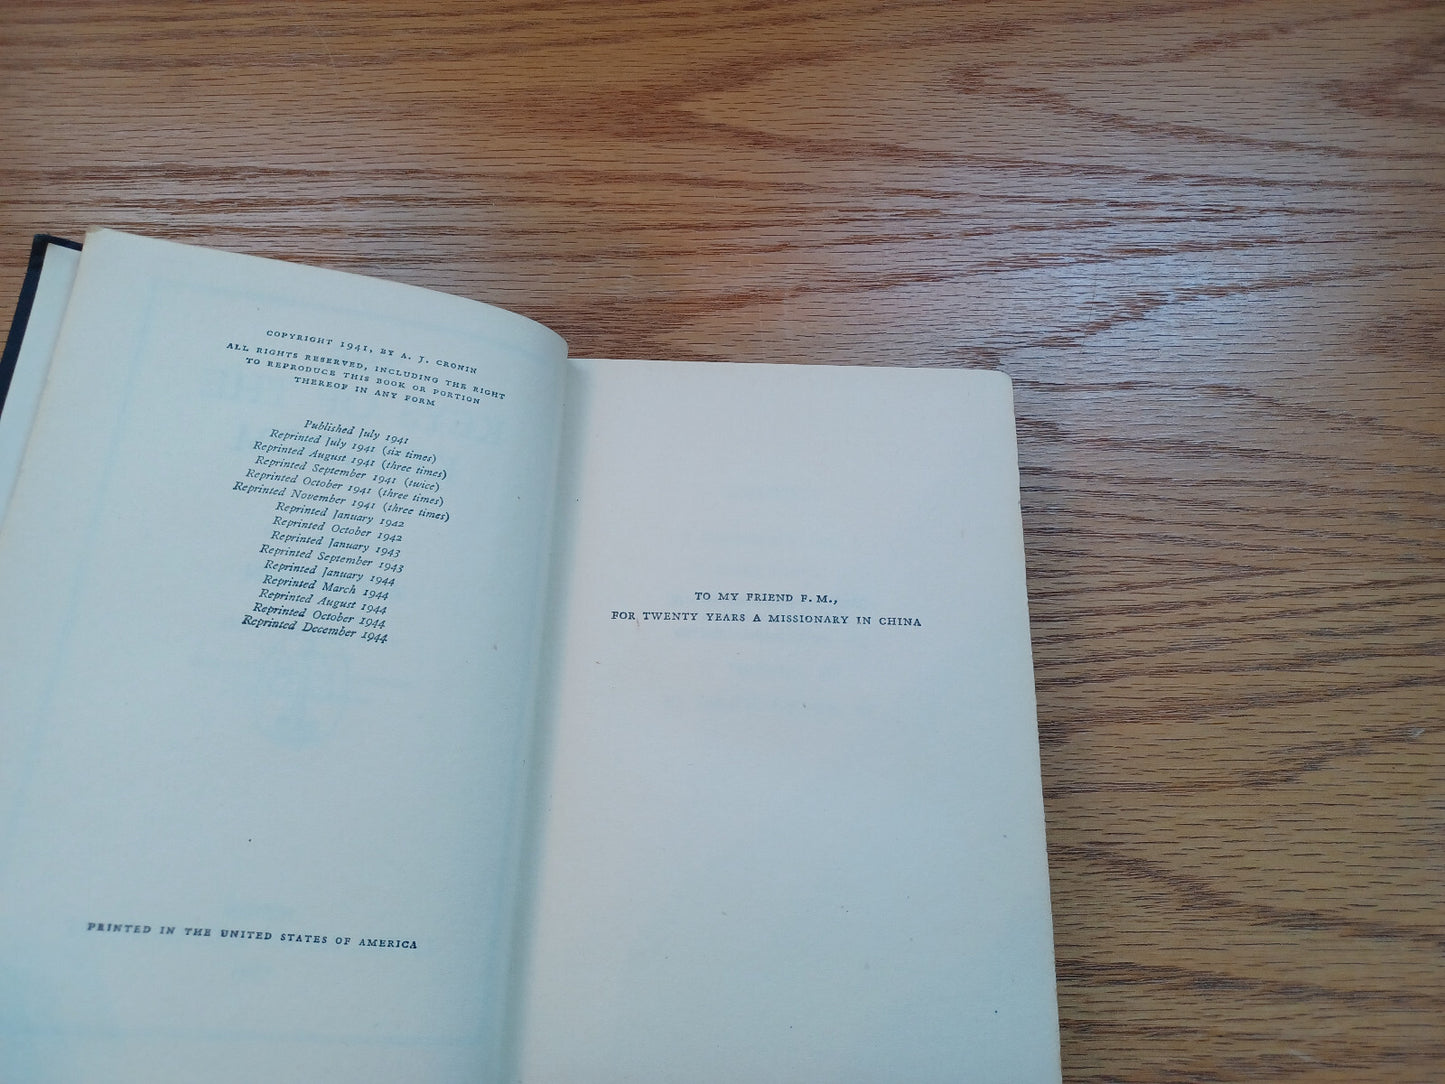 COPYRIGHT 1941, BY A. J. CRONIN
ALL RIGHTS RESERVED, INCLUDING THE RIGHT
TO REPRODUCE THIS BOOK OR PORTION
THEREOF IN ANY FORM
Published July 1941
Reprinted July 1941 (six times)
Reprinted August 1941 (three times)
Reprinted September 1941 (twice)
Reprinted October 1941 (three times)
Reprinted November 1941 (three times)
Reprinted January 1942
Reprinted October 1942
Reprinted January 1943
Reprinted September 1943
Reprinted January 1944
Reprinted March 1944
Reprinted August 1944
Reprinted October 1944
Reprinted December 1944
PRINTED IN THE UNITED STATES OF AMERICA
TO MY FRIEND F. M.,
FOR TWENTY YEARS A MISSIONARY IN CHINA